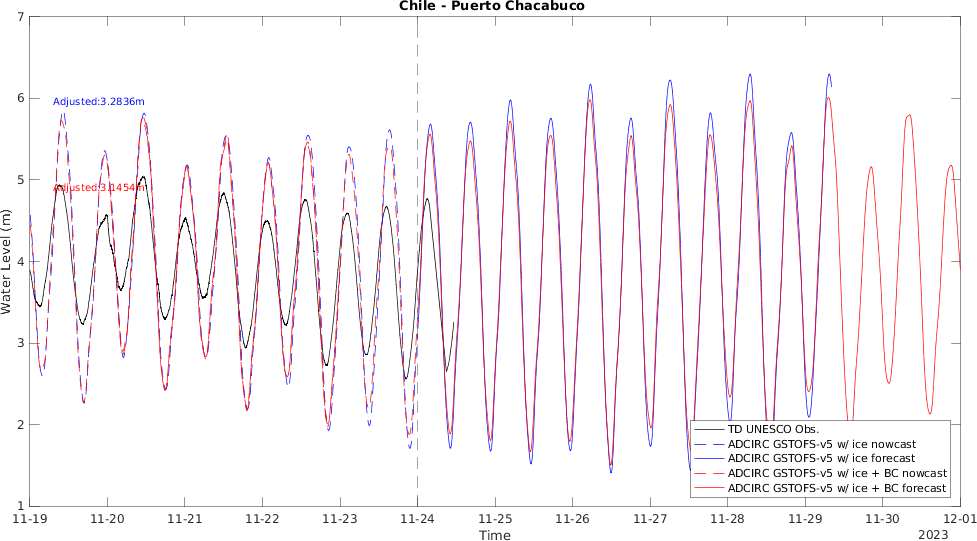 Chile - Puerto Chacabuco
7
6
5
4
3
2
1
Water Level (m)
Adjusted:3.2836m
Adjusted:3.1454m
TD UNESCO Obs.
ADCIRC GSTOFS-v5 w/ ice nowcast
ADCIRC GSTOFS-v5 w/ ice forecast
ADCIRC GSTOFS-v5 w/ ice + BC nowcast
ADCIRC GSTOFS-v5 w/ ice + BC forecast
11-19 11-20 11-21 11-22 11-23 11-24 11-25 11-26 11-27 11-28 11-29 11-30 12-01
Time
2023